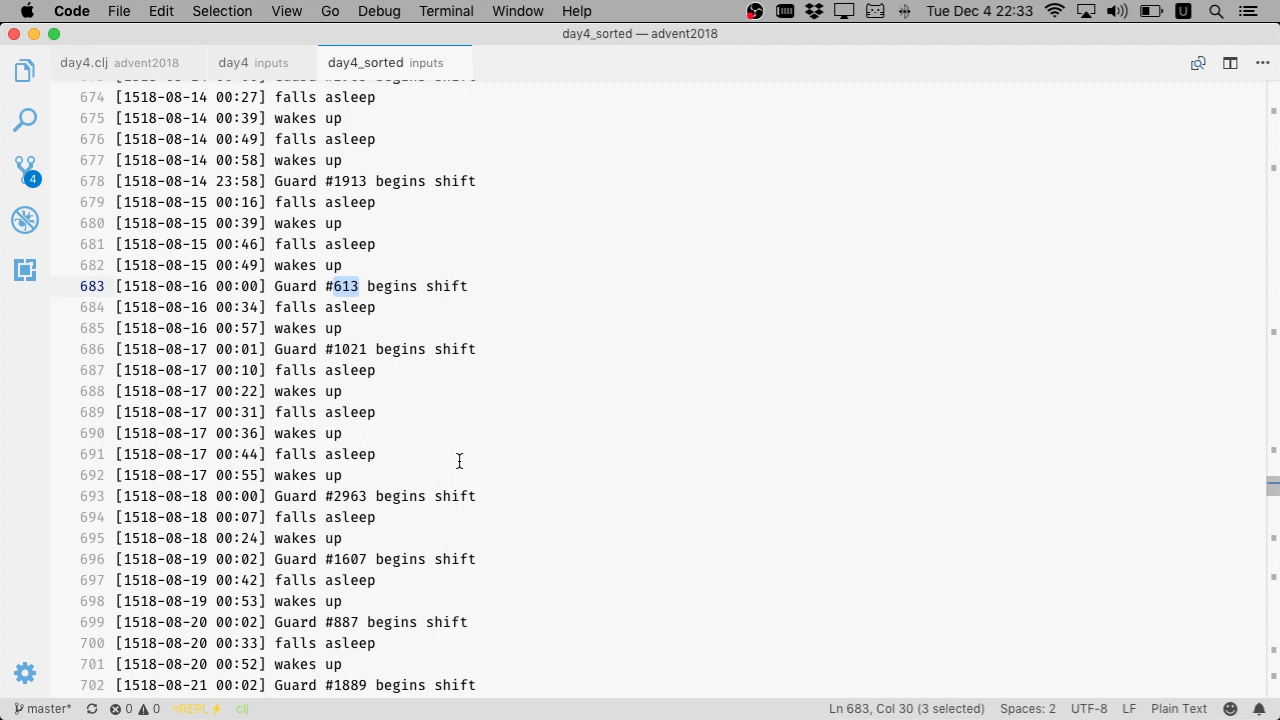 Code File Edit Selection View Go Debug Terminal Window Help Tue Dec 4 22:33 U
day4_sorted — advent2018
day4.clj advent2018 day4 inputs day4_sorted inputs
674 [1518-08-14 00:27] falls asleep
675 [1518-08-14 00:39] wakes up
676 [1518-08-14 00:49] falls asleep
677 [1518-08-14 00:58] wakes up
678 [1518-08-14 23:58] Guard #1913 begins shift
679 [1518-08-15 00:16] falls asleep
680 [1518-08-15 00:39] wakes up
681 [1518-08-15 00:46] falls asleep
682 [1518-08-15 00:49] wakes up
683 [1518-08-16 00:00] Guard #613 begins shift
684 [1518-08-16 00:34] falls asleep
685 [1518-08-16 00:57] wakes up
686 [1518-08-17 00:01] Guard #1021 begins shift
687 [1518-08-17 00:10] falls asleep
688 [1518-08-17 00:22] wakes up
689 [1518-08-17 00:31] falls asleep
690 [1518-08-17 00:36] wakes up
691 [1518-08-17 00:44] falls asleep
692 [1518-08-17 00:55] wakes up
693 [1518-08-18 00:00] Guard #2963 begins shift
694 [1518-08-18 00:07] falls asleep
695 [1518-08-18 00:24] wakes up
696 [1518-08-19 00:02] Guard #1607 begins shift
697 [1518-08-19 00:42] falls asleep
698 [1518-08-19 00:53] wakes up
699 [1518-08-20 00:02] Guard #887 begins shift
700 [1518-08-20 00:33] falls asleep
701 [1518-08-20 00:52] wakes up
702 [1518-08-21 00:02] Guard #1889 begins shift
4
master* 0 0 nREPL⚡ clj Ln 683, Col 30 (3 selected) Spaces: 2 UTF-8 LF Plain Text